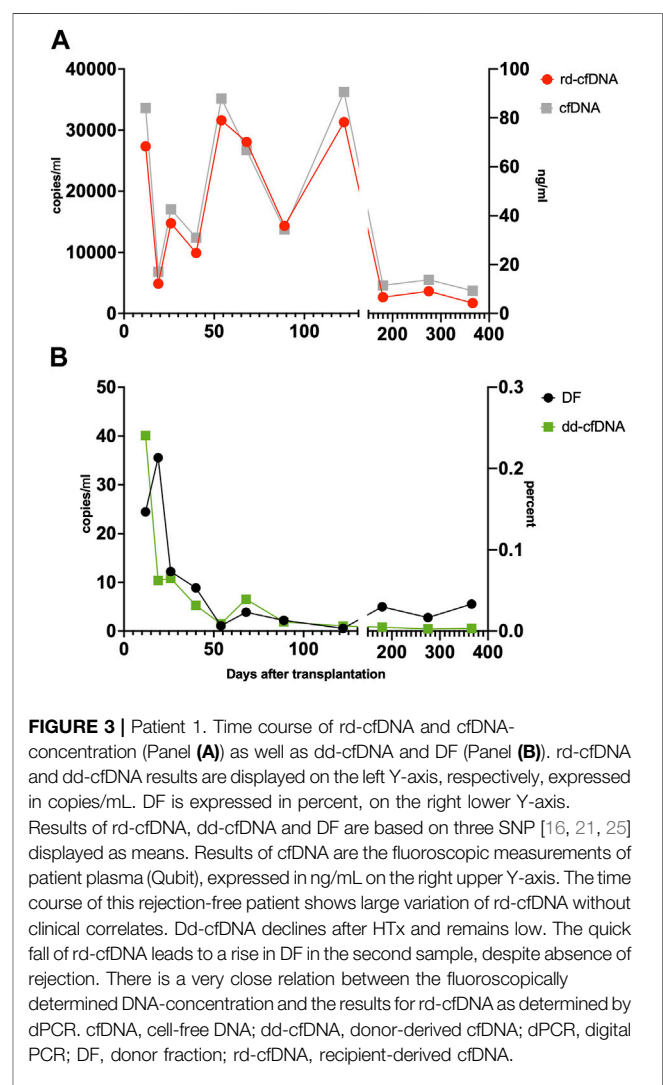 A
40000
30000
20000
10000
0
copies/ml
100
80
60
40
20
0
ng/ml
rd-cfDNA
cfDNA
0 50 100 200 300 400
B
50
40
30
20
10
0
copies/ml
0.3
0.2
0.1
0.0
percent
DF
dd-cfDNA
0 50 100 200 300 400
Days after transplantation
FIGURE 3 | Patient 1. Time course of rd-cfDNA and cfDNA-
concentration (Panel (A)) as well as dd-cfDNA and DF (Panel (B)). rd-cfDNA
and dd-cfDNA results are displayed on the left Y-axis, respectively, expressed
in copies/mL. DF is expressed in percent, on the right lower Y-axis.
Results of rd-cfDNA, dd-cfDNA and DF are based on three SNP [16, 21, 25]
displayed as means. Results of cfDNA are the fluoroscopic measurements of
patient plasma (Qubit), expressed in ng/mL on the right upper Y-axis. The time
course of this rejection-free patient shows large variation of rd-cfDNA without
clinical correlates. Dd-cfDNA declines after HTx and remains low. The quick
fall of rd-cfDNA leads to a rise in DF in the second sample, despite absence of
rejection. There is a very close relation between the fluoroscopically
determined DNA-concentration and the results for rd-cfDNA as determined by
dPCR. cfDNA, cell-free DNA; dd-cfDNA, donor-derived cfDNA; dPCR, digital
PCR; DF, donor fraction; rd-cfDNA, recipient-derived cfDNA.